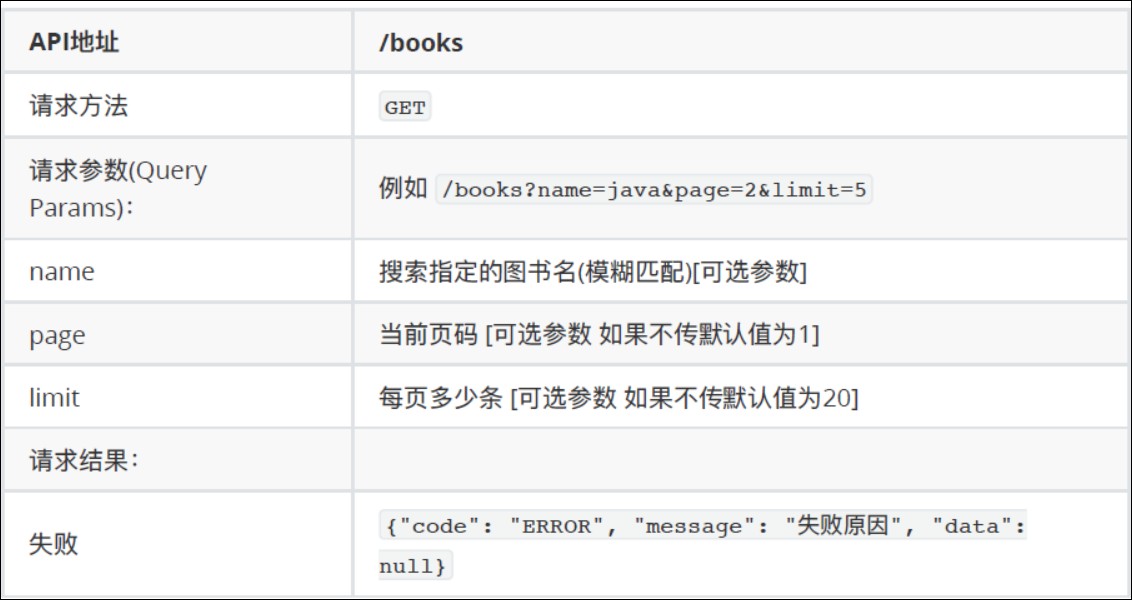 API地址
/books
请求方法
GET
请求参数(Query
Params)：
例如 /books?name=java&page=2&limit=5
name
搜索指定的图书名(模糊匹配)[可选参数]
page
当前页码 [可选参数 如果不传默认值为1]
limit
每页多少条 [可选参数 如果不传默认值为20]
请求结果：
失败
{"code": "ERROR", "message": "失败原因", "data":
null}